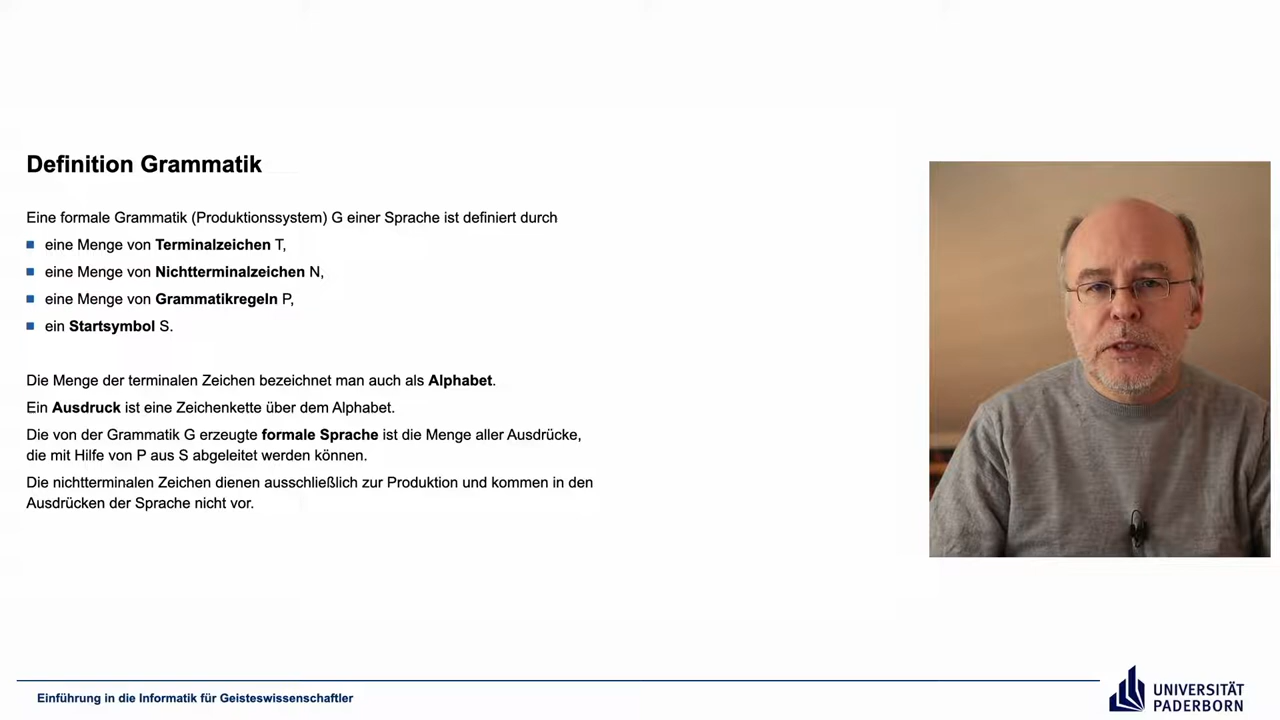 Definition Grammatik
Eine formale Grammatik (Produktionssystem) G einer Sprache ist definiert durch
eine Menge von Terminalzeichen T,
eine Menge von Nichtterminalzeichen N,
eine Menge von Grammatikregeln P,
ein Startsymbol S.
Die Menge der terminalen Zeichen bezeichnet man auch als Alphabet.
Ein Ausdruck ist eine Zeichenkette über dem Alphabet.
Die von der Grammatik G erzeugte formale Sprache ist die Menge aller Ausdrücke,
die mit Hilfe von P aus S abgeleitet werden können.
Die nichtterminalen Zeichen dienen ausschließlich zur Produktion und kommen in den
Ausdrücken der Sprache nicht vor.
Einführung in die Informatik für Geisteswissenschaftler
UNIVERSITÄT
PADERBORN